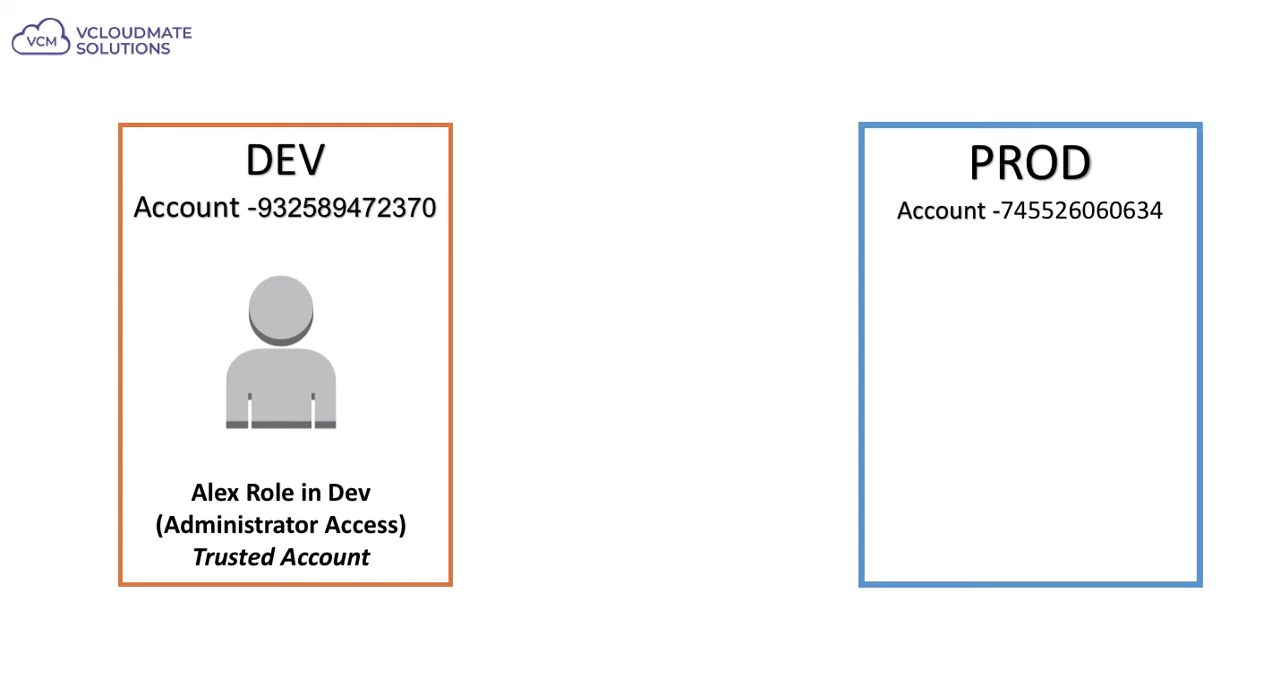 VCM
VCLOUDMATE
SOLUTIONS
DEV
Account -932589472370
Alex Role in Dev
(Administrator Access)
Trusted Account
PROD
Account -745526060634